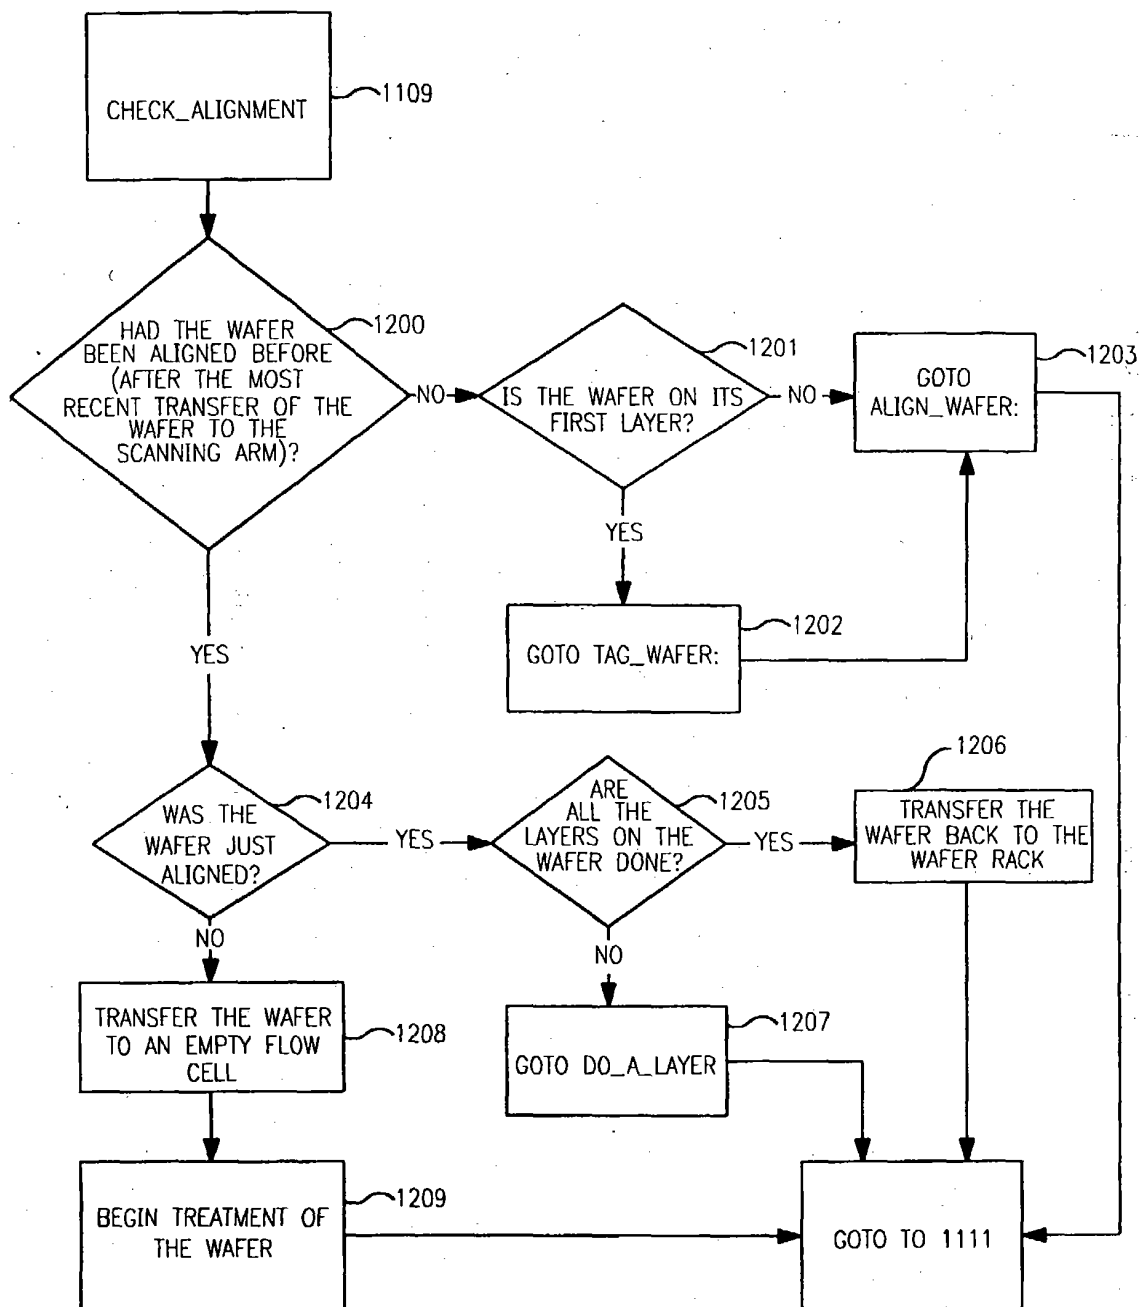 CHECK_ALIGNMENT
1109
HAD THE WAFER
BEEN ALIGNED BEFORE
(AFTER THE MOST
RECENT TRANSFER OF THE
WAFER TO THE
SCANNING ARM)?
1200
NO
IS THE WAFER ON ITS
FIRST LAYER?
1201
NO
GOTO
ALIGN_WAFER:
1203
YES
GOTO TAG_WAFER:
1202
YES
WAS THE
WAFER JUST
ALIGNED?
1204
YES
ARE
ALL THE
LAYERS ON THE
WAFER DONE?
1205
YES
TRANSFER THE
WAFER BACK TO THE
WAFER RACK
1206
NO
NO
TRANSFER THE WAFER
TO AN EMPTY FLOW
CELL
1208
GOTO DO_A_LAYER
1207
BEGIN TREATMENT OF
THE WAFER
1209
GOTO TO 1111